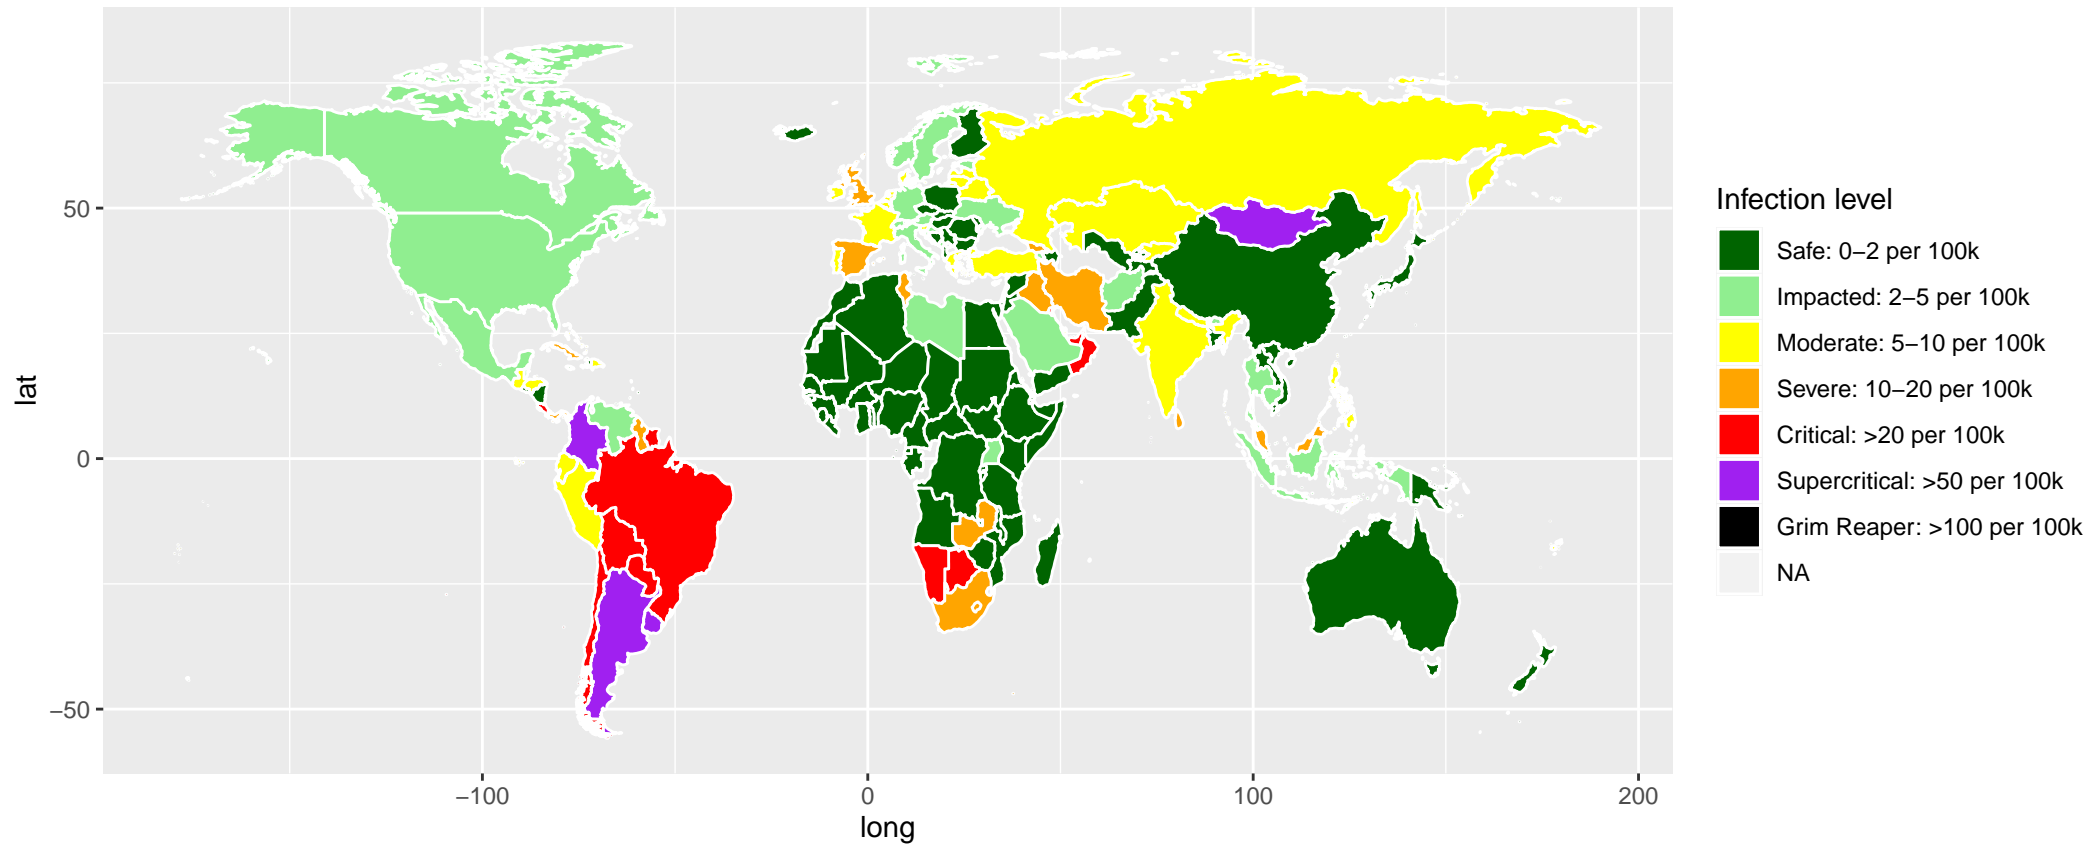 50
0
−50
lat
−100
0
100
200
long
Infection level
Safe: 0−2 per 100k
Impacted: 2−5 per 100k
Moderate: 5−10 per 100k
Severe: 10−20 per 100k
Critical: >20 per 100k
Supercritical: >50 per 100k
Grim Reaper: >100 per 100k
NA